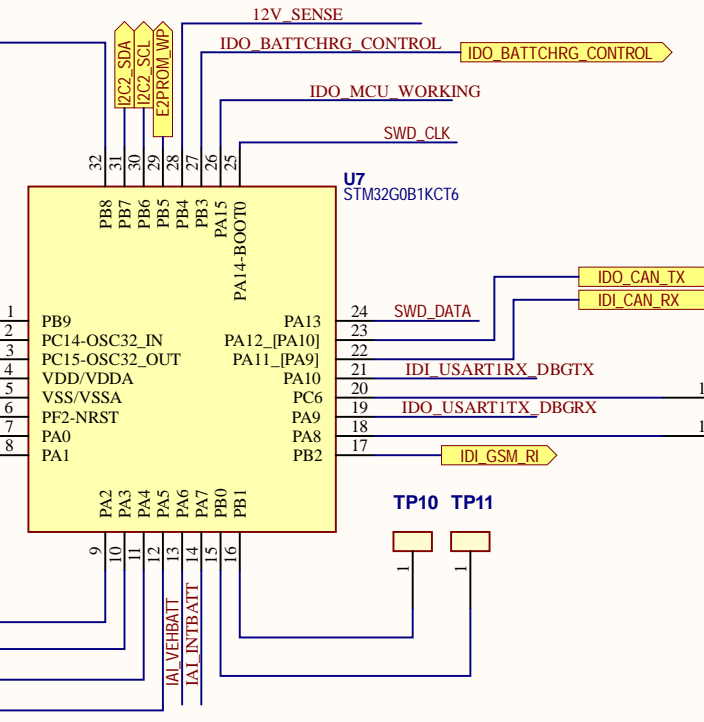 12V_SENSE
IDO_BATTCHRG_CONTROL
IDO_BATTCHRG_CONTROL
I2C2_SDA
I2C2_SCL
E2PROM_WP
IDO_MCU_WORKING
SWD_CLK
32
31
30
29
28
27
26
25
U7
STM32G0B1KCT6
PB8
PB7
PB6
PB5
PB4
PB3
PA15
PA14-BOOT0
IDO_CAN_TX
IDI_CAN_RX
1
PB9
2
PC14-OSC32_IN
3
PC15-OSC32_OUT
4
VDD/VDDA
5
VSS/VSSA
6
PF2-NRST
7
PA0
8
PA1
PA13
24
SWD_DATA
PA12_[PA10]
23
PA11_[PA9]
22
PA10
21
IDI_USART1RX_DBGTX
PC6
20
1
PA9
19
IDO_USART1TX_DBGRX
PA8
18
1
PB2
17
IDI_GSM_RI
PA2
PA3
PA4
PA5
PA6
PA7
PB0
PB1
9
10
11
12
13
14
15
16
TP10
TP11
1
1
IAI_VEHBATT
IAI_INTBATT